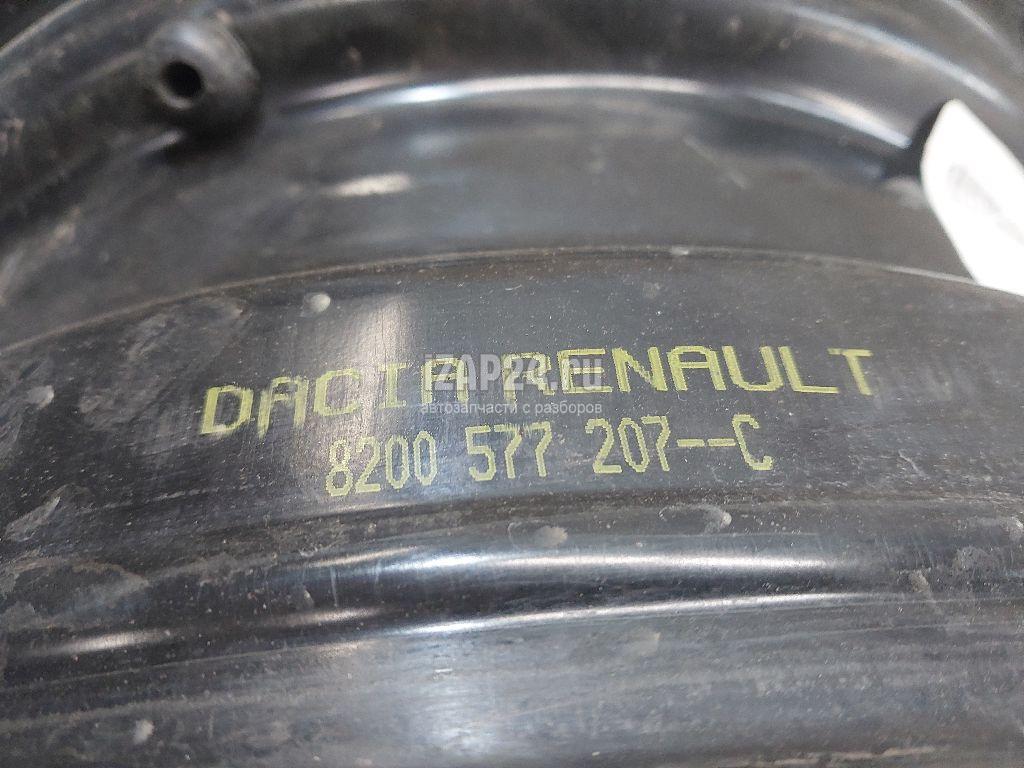 DACIA RENAULT
iZAP24.ru
автозапчасти с разборов
8200 577 207--C